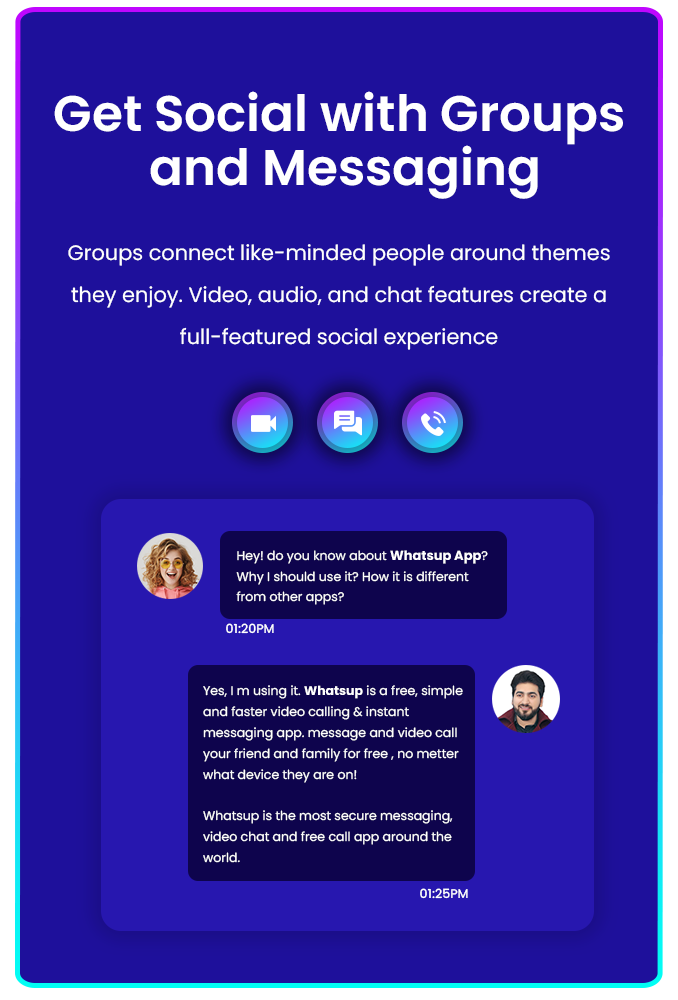 Get Social with Groups
and Messaging
Groups connect like-minded people around themes
they enjoy. Video, audio, and chat features create a
full-featured social experience
Hey! do you know about Whatsup App?
Why I should use it? How it is different
from other apps?
01:20PM
Yes, I m using it. Whatsup is a free, simple
and faster video calling & instant
messaging app. message and video call
your friend and family for free , no metter
what device they are on!
Whatsup is the most secure messaging,
video chat and free call app around the
world.
01:25PM